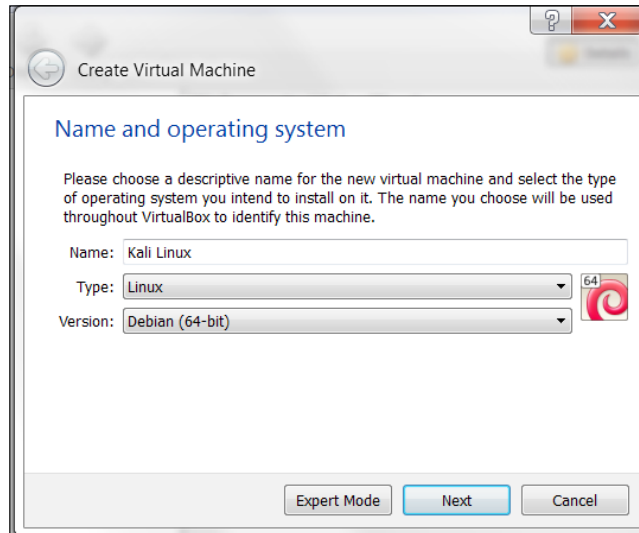 Create Virtual Machine
Name and operating system
Please choose a descriptive name for the new virtual machine and select the type
of operating system you intend to install on it. The name you choose will be used
throughout VirtualBox to identify this machine.
Name: Kali Linux
Type: Linux
64
Version: Debian (64-bit)
Expert Mode Next Cancel